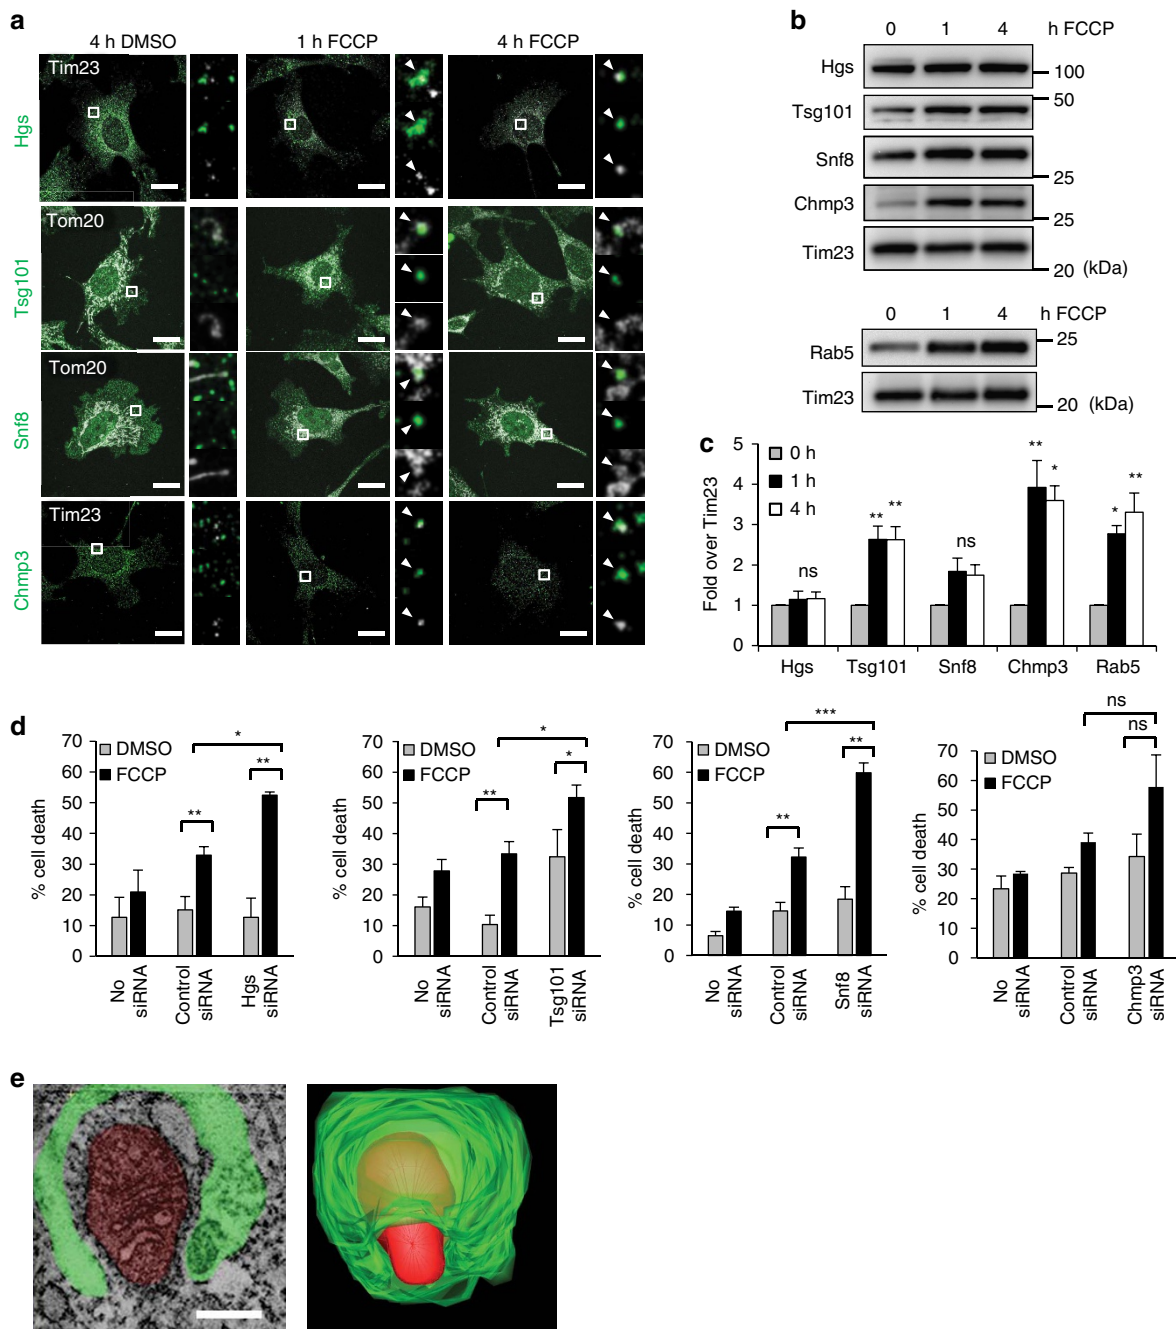 a
4 h DMSO 1 h FCCP 4 h FCCP
Hgs
Tim23
Tsg101
Tom20
Snf8
Tom20
Chmp3
Tim23
b
0 1 4 h FCCP
Hgs 100
50
Tsg101
Snf8
25
Chmp3
25
Tim23
20 (kDa)
0 1 4 h FCCP
25
Rab5
Tim23
20 (kDa)
c
Fold over Tim23
5
4
3
2
1
0
0 h
1 h
4 h
ns
** **
ns
** *
* **
Hgs Tsg101 Snf8 Chmp3 Rab5
d
% cell death
70
60
50
40
30
20
10
0
DMSO
FCCP
*
**
**
No siRNA
Control siRNA
Hgs siRNA
% cell death
70
60
50
40
30
20
10
0
DMSO
FCCP
*
*
**
No siRNA
Control siRNA
Tsg101 siRNA
% cell death
70
60
50
40
30
20
10
0
DMSO
FCCP
***
**
**
No siRNA
Control siRNA
Snf8 siRNA
% cell death
70
60
50
40
30
20
10
0
DMSO
FCCP
ns
ns
No siRNA
Control siRNA
Chmp3 siRNA
e